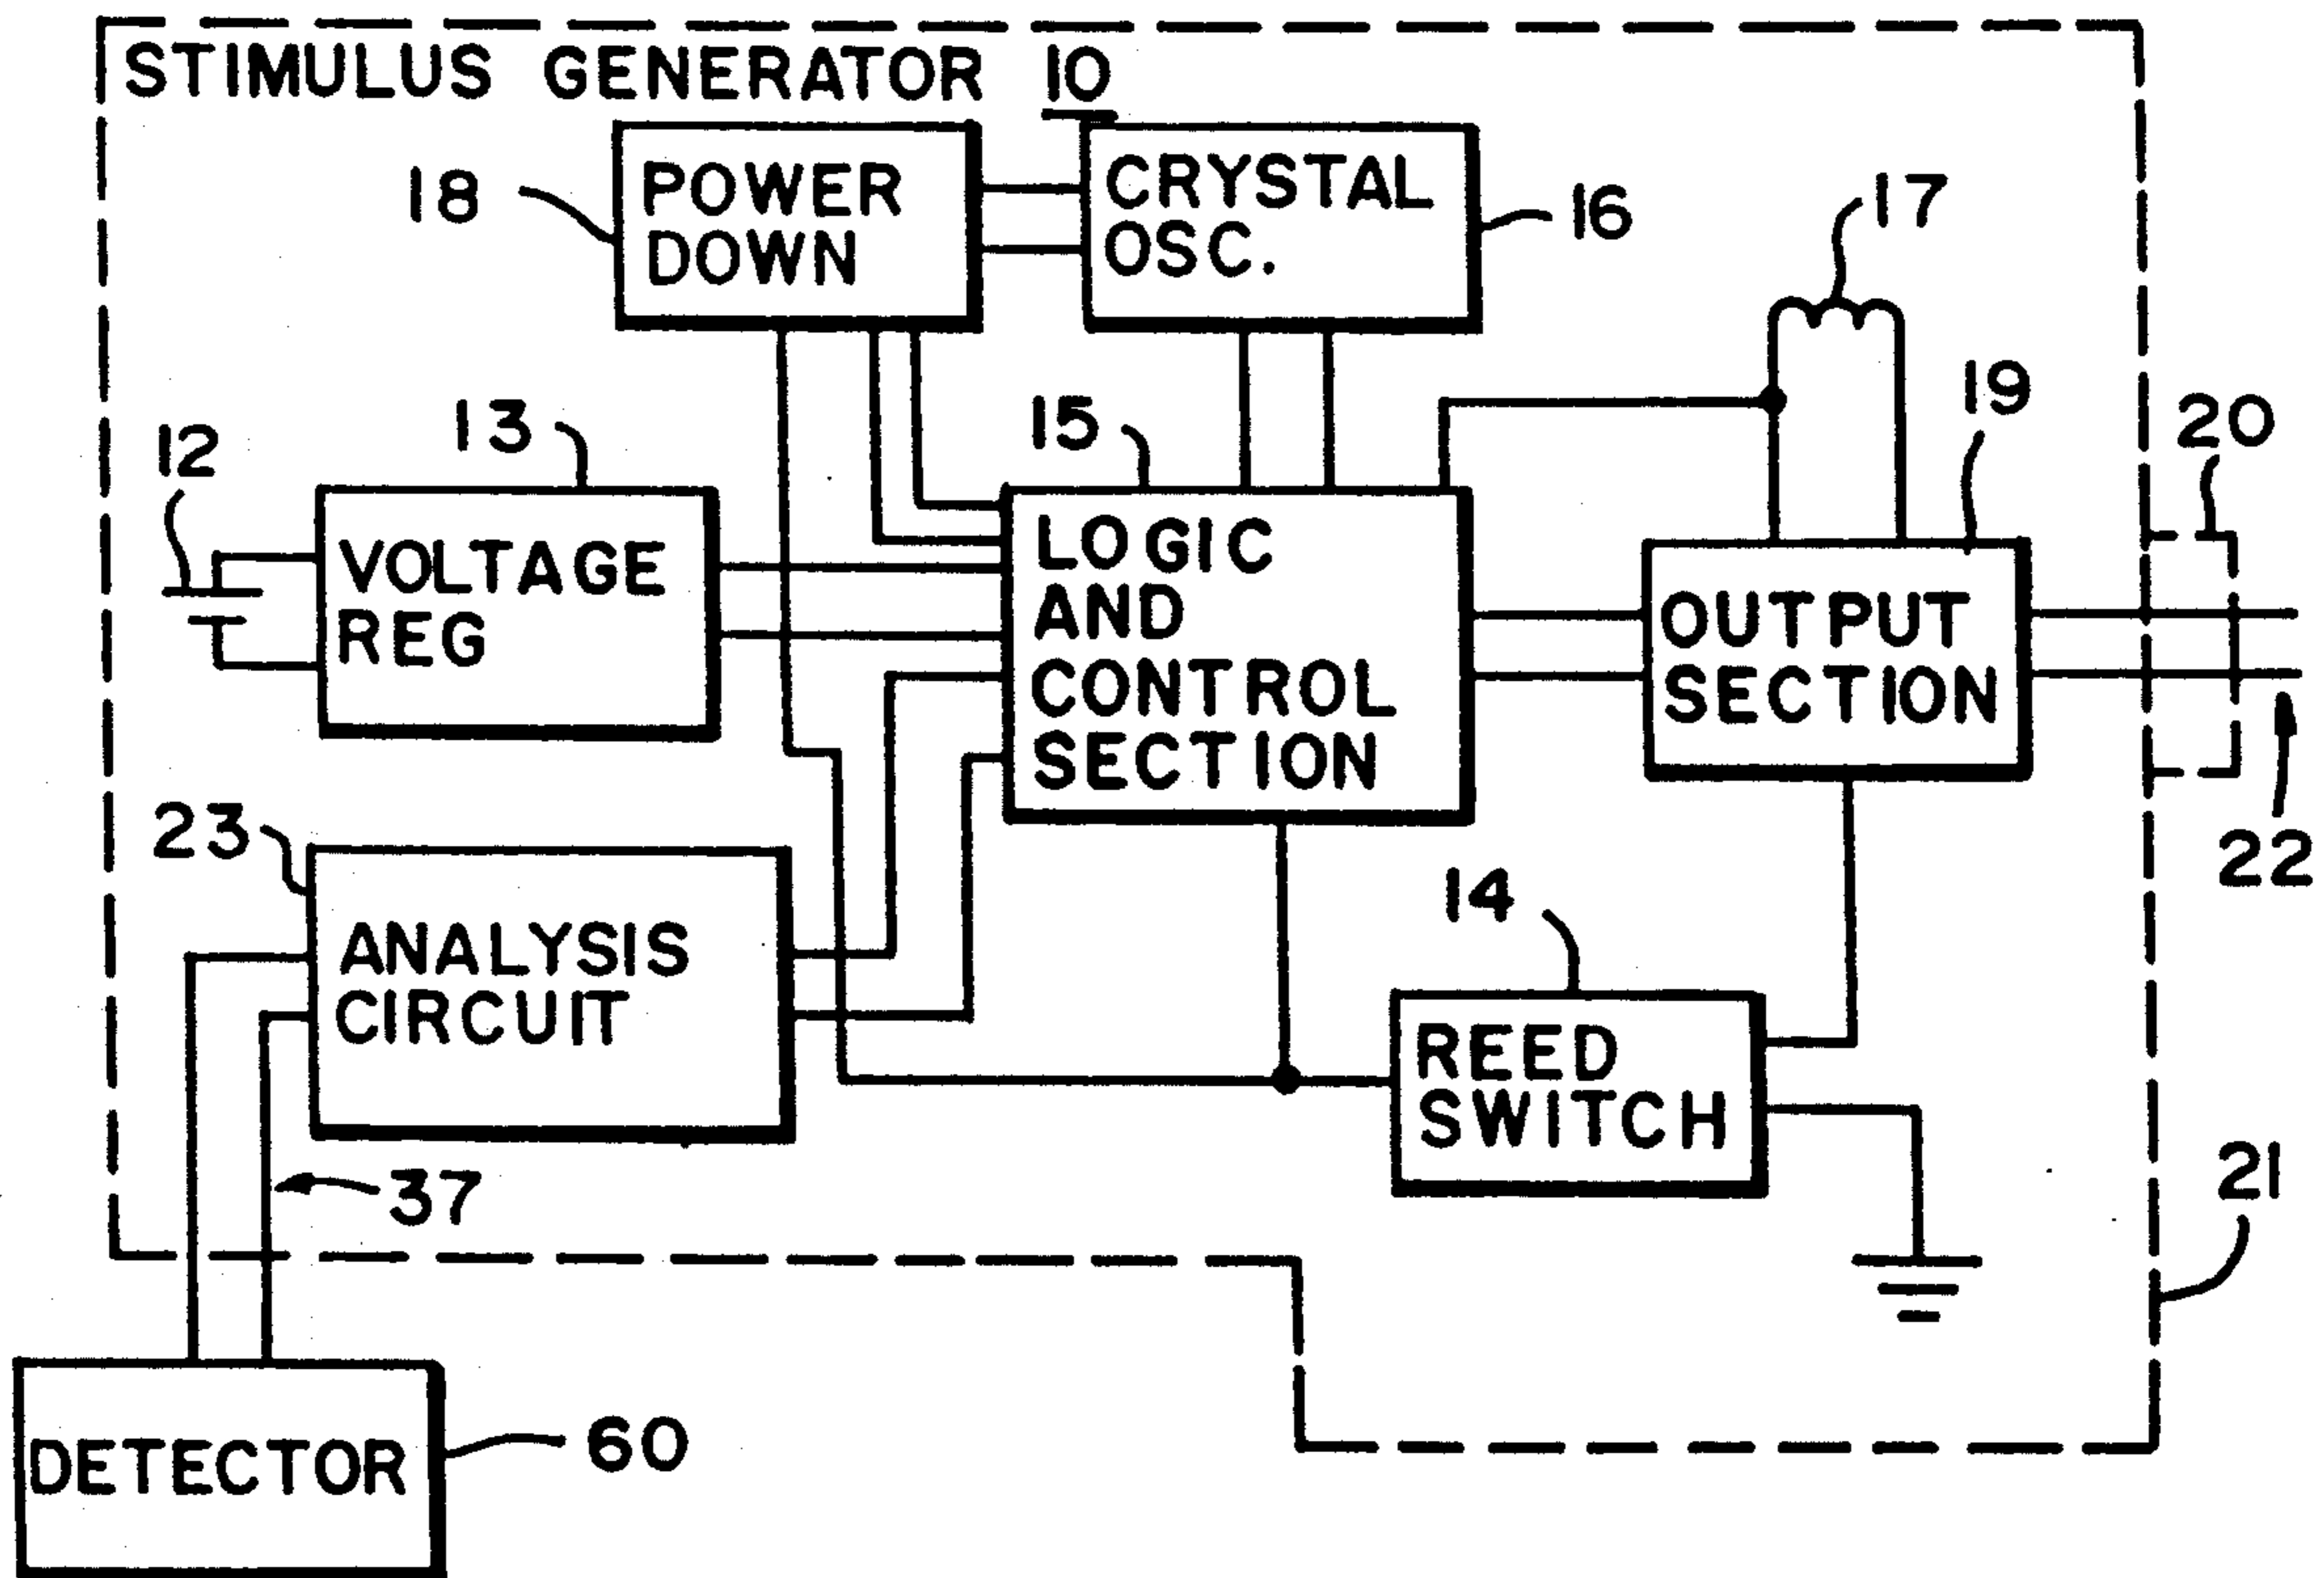 STIMULUS GENERATOR 10
18
POWER
DOWN
CRYSTAL
OSC.
16
17
12
13
15
19
20
VOLTAGE
REG
LOGIC
AND
CONTROL
SECTION
OUTPUT
SECTION
22
23
ANALYSIS
CIRCUIT
14
REED
SWITCH
37
21
DETECTOR
60